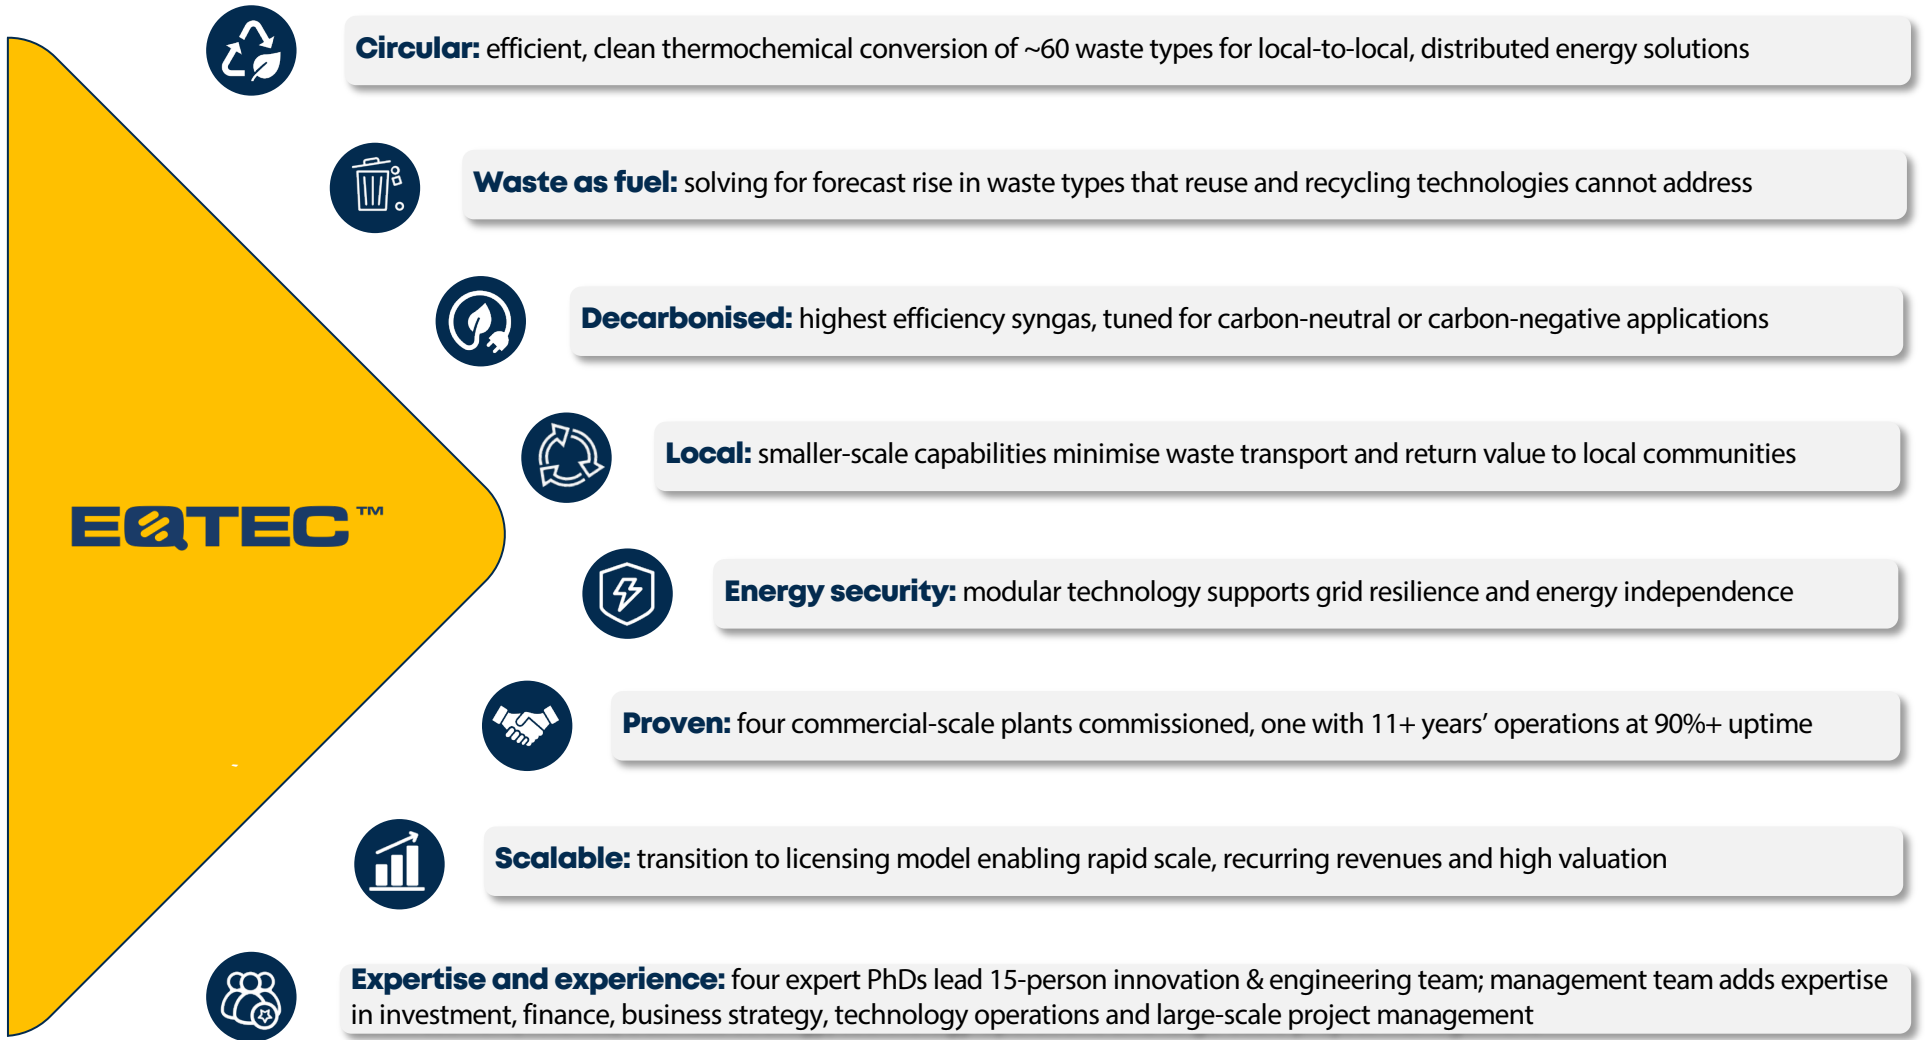 Circular: efficient, clean thermochemical conversion of ~60 waste types for local-to-local, distributed energy solutions
Waste as fuel: solving for forecast rise in waste types that reuse and recycling technologies cannot address
Decarbonised: highest efficiency syngas, tuned for carbon-neutral or carbon-negative applications
Local: smaller-scale capabilities minimise waste transport and return value to local communities
EQTEC™
Energy security: modular technology supports grid resilience and energy independence
Proven: four commercial-scale plants commissioned, one with 11+ years’ operations at 90%+ uptime
Scalable: transition to licensing model enabling rapid scale, recurring revenues and high valuation
Expertise and experience: four expert PhDs lead 15-person innovation & engineering team; management team adds expertise
in investment, finance, business strategy, technology operations and large-scale project management